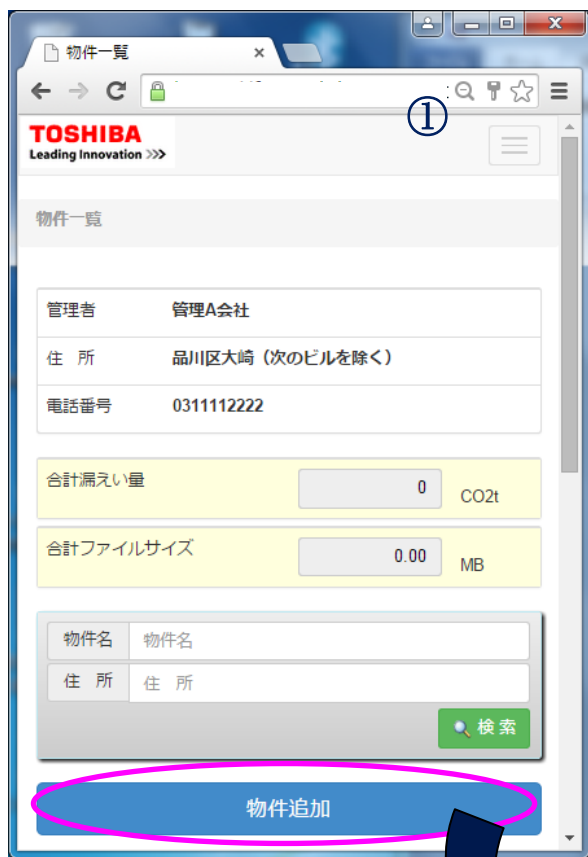 物件一覧
①
TOSHIBA
Leading Innovation >>>
物件一覧
管理者 管理A会社
住 所 品川区大崎（次のビルを除く）
電話番号 0311112222
合計漏えい量 0 CO2t
合計ファイルサイズ 0.00 MB
物件名 物件名
住 所 住 所
検索
物件追加